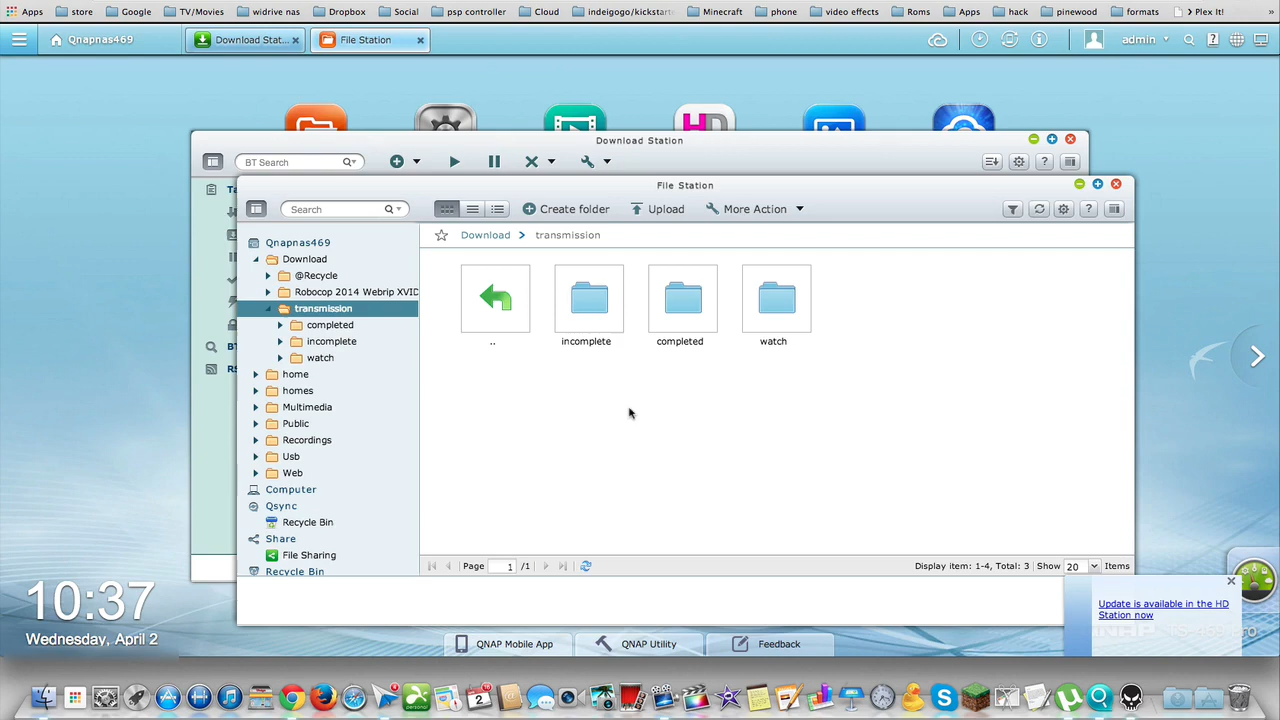 Apps store Google TV/Movies widrive nas Dropbox Social psp controller Cloud indeigogo/kickstart Minecraft phone video effects Roms Apps hack pinewood formats > Plex It! »
Qnapnas469 Download Stat... × File Station × admin
Download Station
BT Search
File Station
Search Create folder Upload More Action
Download > transmission
Qnapnas469
Download
@Recycle
Robocop 2014 Webrip XVID
transmission
completed
incomplete
watch
home
homes
Multimedia
Public
Recordings
Usb
Web
Computer
Qsync
Recycle Bin
Share
File Sharing
Recycle Bin
..
incomplete
completed
watch
Page 1 /1 Display item: 1-4, Total: 3 Show 20 Items
Update is available in the HD
Station now
10:37
Wednesday, April 2
QNAP Mobile App QNAP Utility Feedback